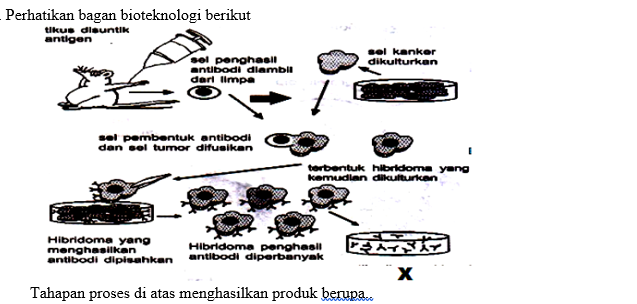 . Perhatikan bagan bioteknologi berikut
tikus disuntik
antigen
sel penghasil
antibodi diambil
dari limpa
sel kanker
dikulturkan
sel pembentuk antibodi
dan sel tumor difusikan
terbentuk hibridoma yang
kemudian dikulturkan
Hibridoma yang
menghasilkan
antibodi dipisahkan
Hibridoma penghasil
antibodi diperbanyak
X
Tahapan proses di atas menghasilkan produk berupa..